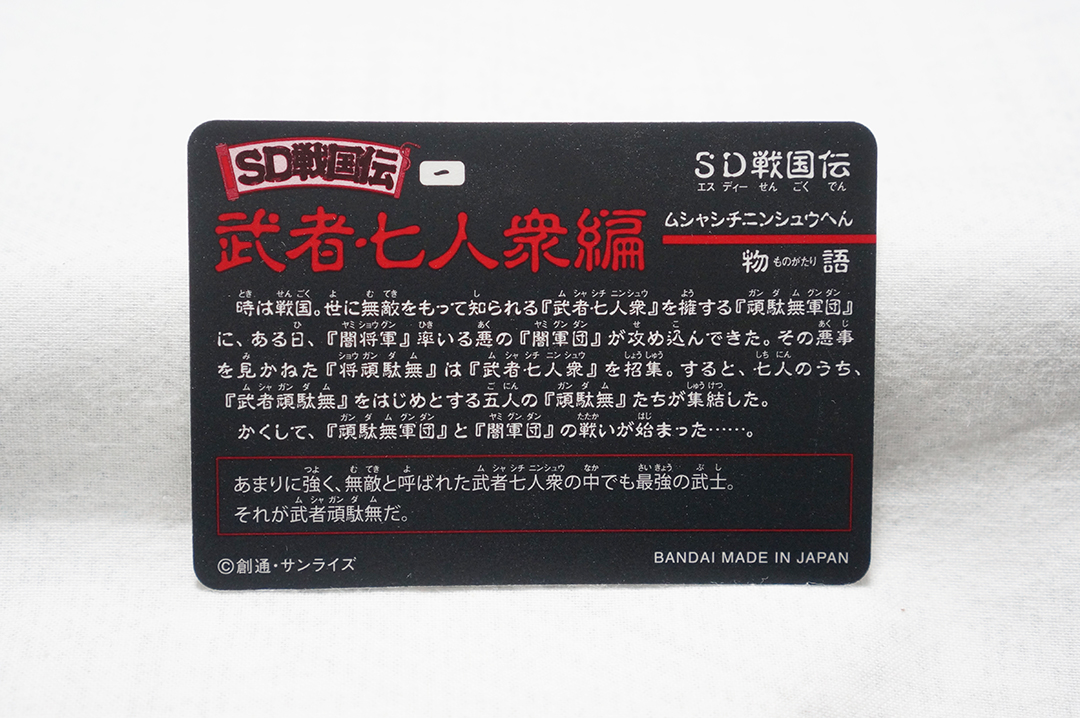 SD戦国伝
一
SD戦国伝
エスディーせんごくでん
武者・七人衆編
ムシャシチニンシュウへん
物ものがたり語
時は戦国。世に無敵をもって知られる『武者七人衆』を擁する『頑駄無軍団』
に、ある日、『闇将軍』率いる悪の『闇軍団』が攻め込んできた。その悪事
を見かねた『将頑駄無』は『武者七人衆』を招集。すると、七人のうち、
『武者頑駄無』をはじめとする五人の『頑駄無』たちが集結した。
かくして、『頑駄無軍団』と『闇軍団』の戦いが始まった……。
あまりに強く、無敵と呼ばれた武者七人衆の中でも最強の武士。
それが武者頑駄無だ。
©創通・サンライズ
BANDAI MADE IN JAPAN